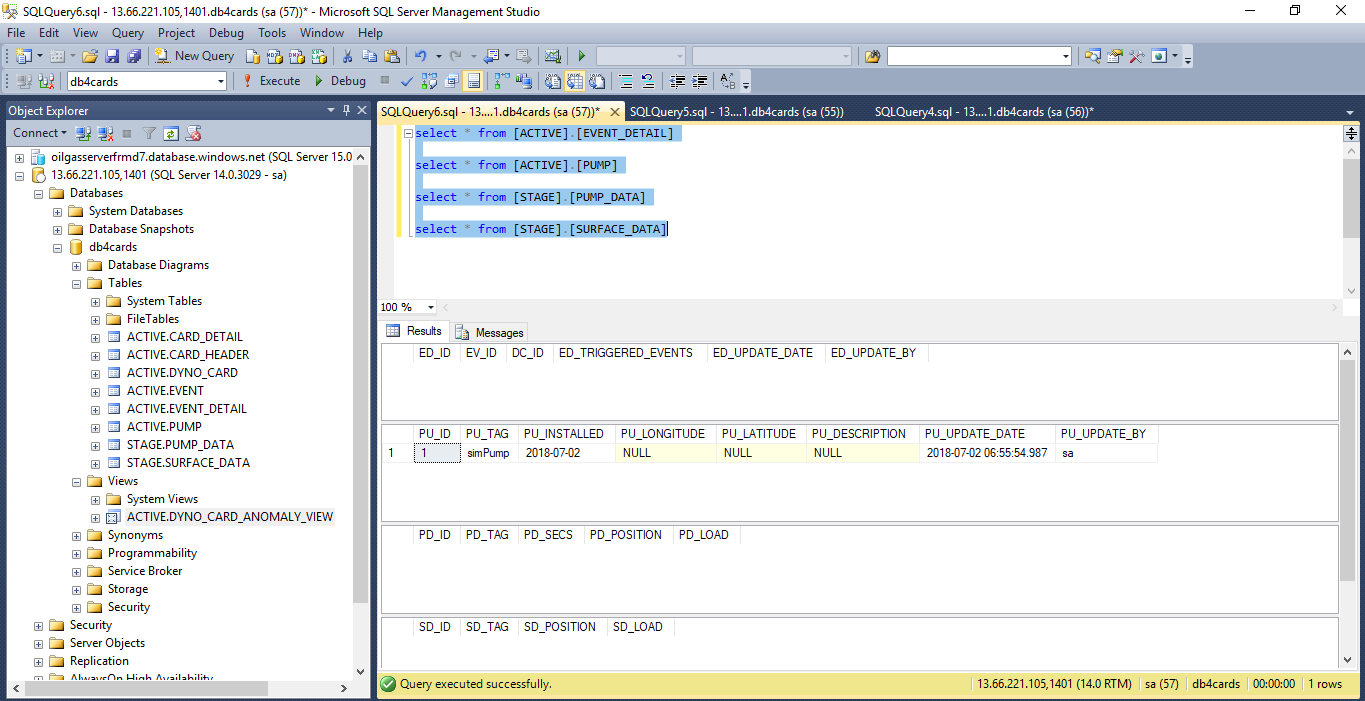 SQLQuery6.sql - 13.66.221.105,1401.db4cards (sa (57))* - Microsoft SQL Server Management Studio
File Edit View Query Project Debug Tools Window Help
New Query
db4cards Execute Debug
Object Explorer
Connect
oilgasserverfrmd7.database.windows.net (SQL Server 15.0
13.66.221.105,1401 (SQL Server 14.0.3029 - sa)
Databases
System Databases
Database Snapshots
db4cards
Database Diagrams
Tables
System Tables
FileTables
ACTIVE.CARD_DETAIL
ACTIVE.CARD_HEADER
ACTIVE.DYNO_CARD
ACTIVE.EVENT
ACTIVE.EVENT_DETAIL
ACTIVE.PUMP
STAGE.PUMP_DATA
STAGE.SURFACE_DATA
Views
System Views
ACTIVE.DYNO_CARD_ANOMALY_VIEW
Synonyms
Programmability
Service Broker
Storage
Security
Security
Server Objects
Replication
AlwaysOn High Availability
SQLQuery6.sql - 13....1.db4cards (sa (57))* SQLQuery5.sql - 13....1.db4cards (sa (55)) SQLQuery4.sql - 13....1.db4cards (sa (56))*
select * from [ACTIVE].[EVENT_DETAIL]
select * from [ACTIVE].[PUMP]
select * from [STAGE].[PUMP_DATA]
select * from [STAGE].[SURFACE_DATA]
100 %
Results Messages
ED_ID EV_ID DC_ID ED_TRIGGERED_EVENTS ED_UPDATE_DATE ED_UPDATE_BY
PU_ID PU_TAG PU_INSTALLED PU_LONGITUDE PU_LATITUDE PU_DESCRIPTION PU_UPDATE_DATE PU_UPDATE_BY
1 1 simPump 2018-07-02 NULL NULL NULL 2018-07-02 06:55:54.987 sa
PD_ID PD_TAG PD_SECS PD_POSITION PD_LOAD
SD_ID SD_TAG SD_POSITION SD_LOAD
Query executed successfully. 13.66.221.105,1401 (14.0 RTM) sa (57) db4cards 00:00:00 1 rows